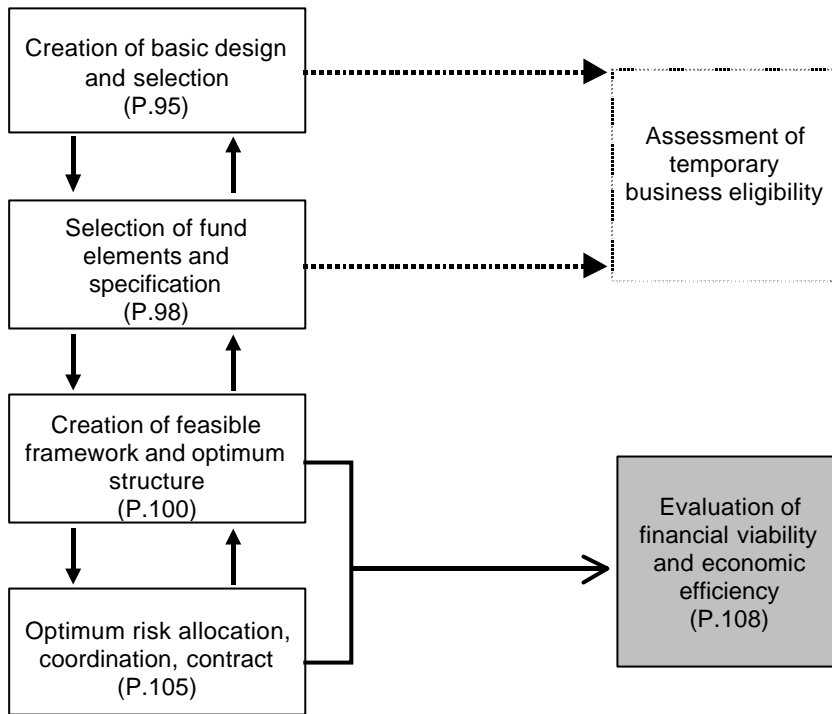 Creation of basic design
and selection
(P.95)
Assessment of
temporary
business eligibility
Selection of fund
elements and
specification
(P.98)
Creation of feasible
framework and optimum
structure
(P.100)
Evaluation of
financial viability
and economic
efficiency
(P.108)
Optimum risk allocation,
coordination, contract
(P.105)